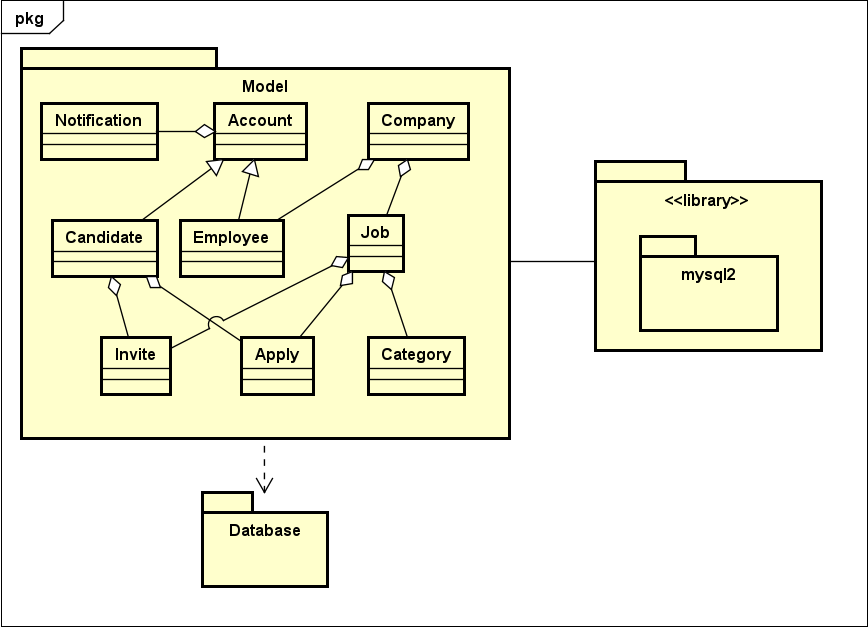 pkg
Model
Notification
Account
Company
Candidate
Employee
Job
Invite
Apply
Category
<<library>>
mysql2
Database